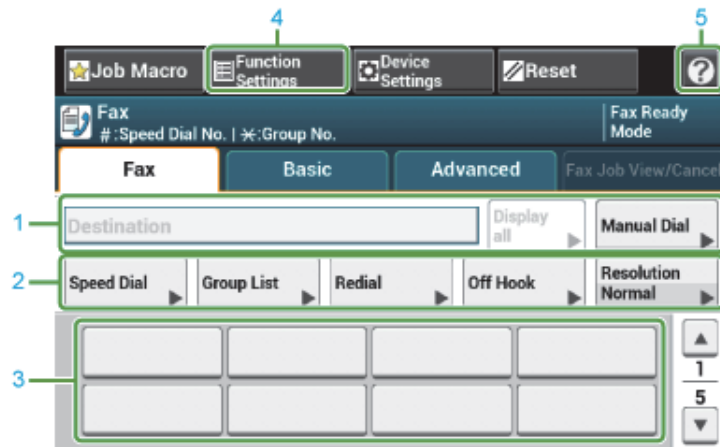 4
5
Job Macro
Function
Settings
Device
Settings
Reset
?
Fax
#:Speed Dial No. | ⚹:Group No.
Fax Ready
Mode
Fax
Basic
Advanced
Fax Job View/Cancel
1
Destination
Display
all
Manual Dial
2
Speed Dial
Group List
Redial
Off Hook
Resolution
Normal
3
1
5